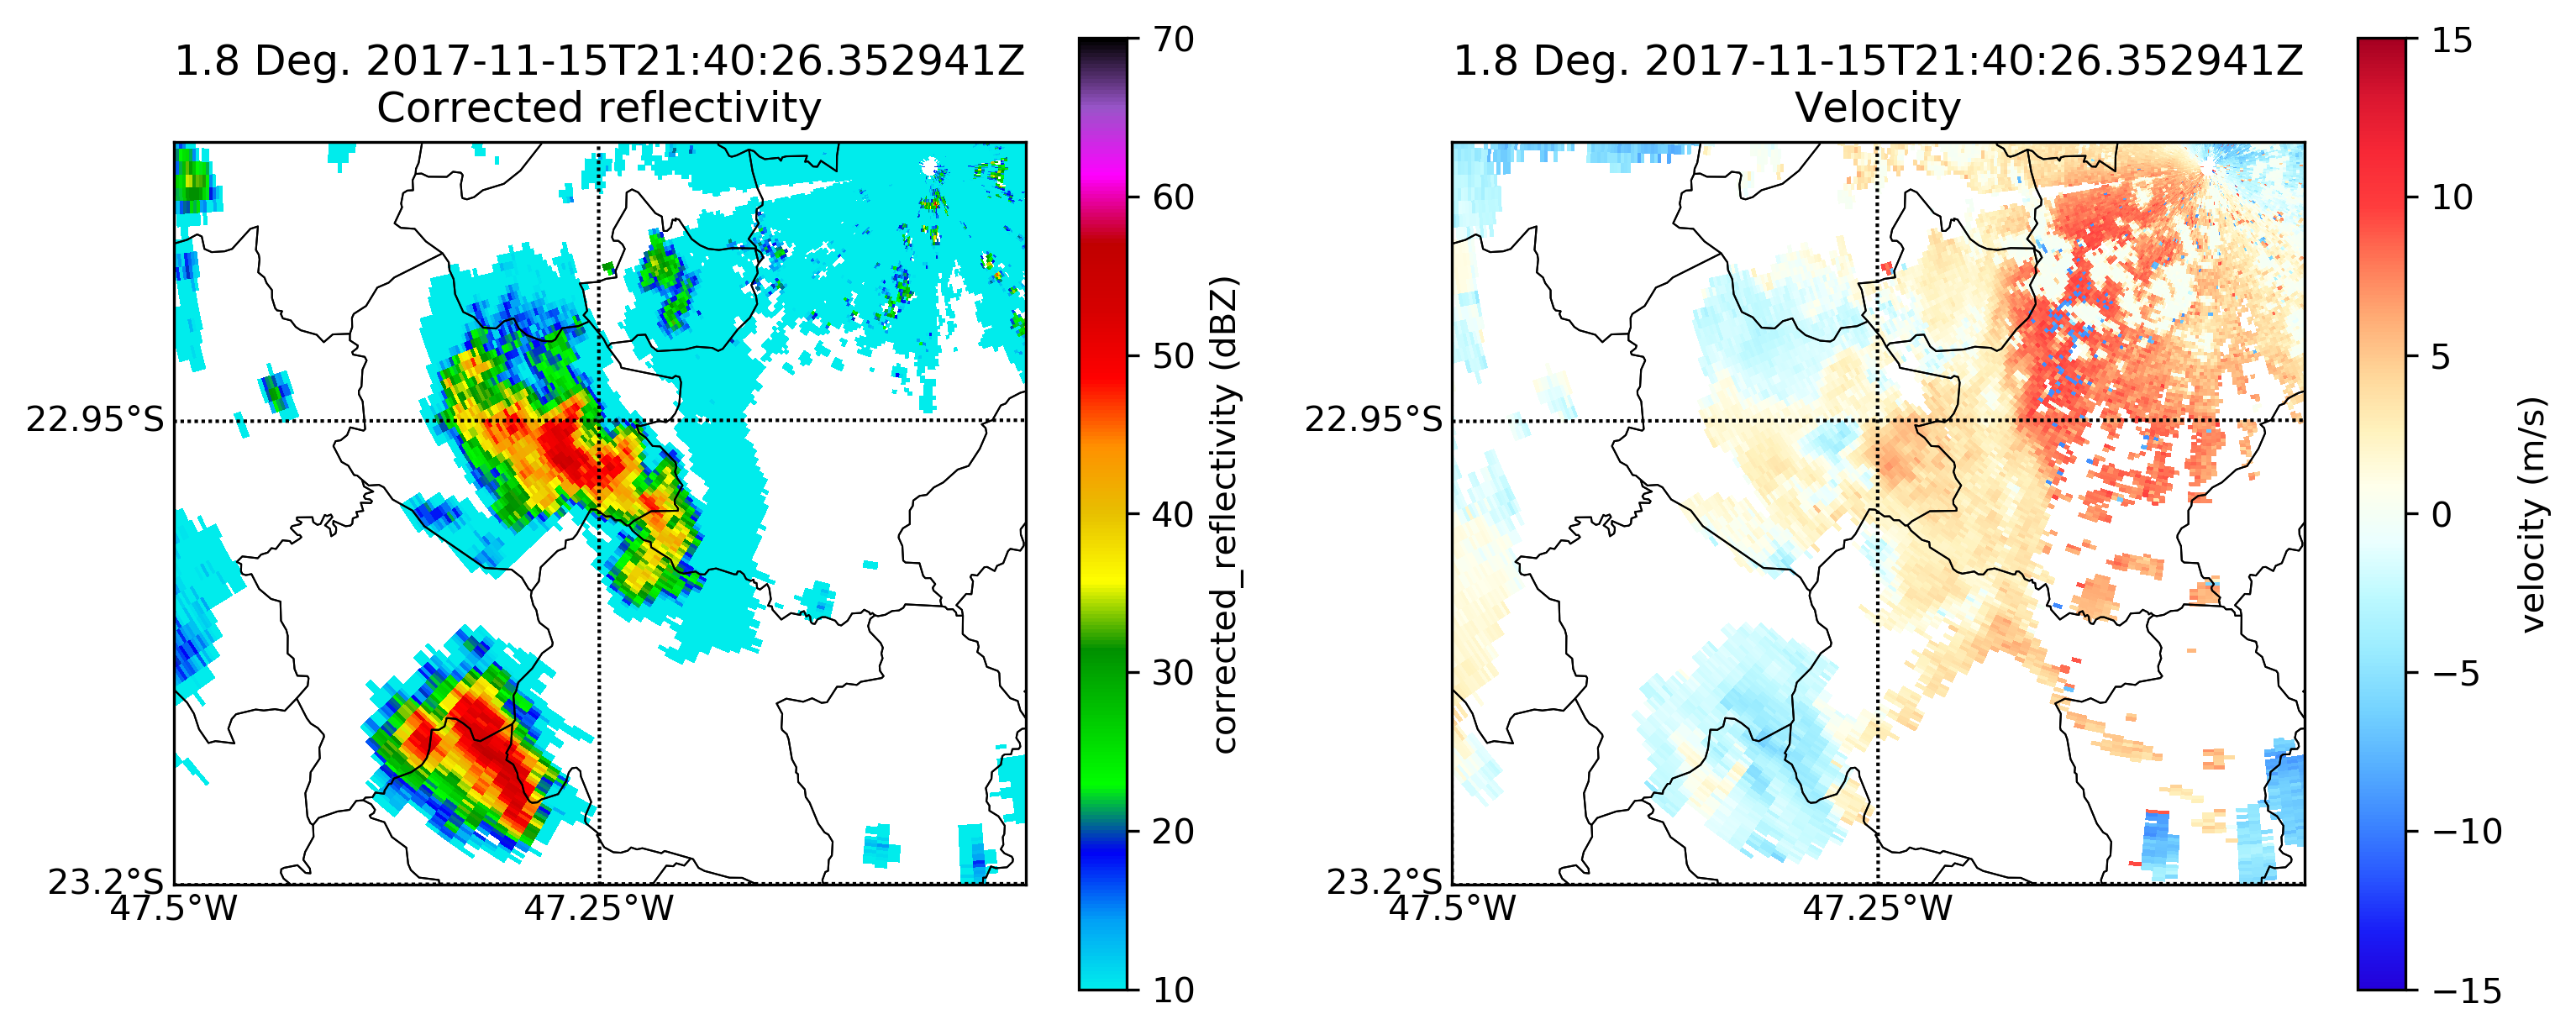 1.8 Deg. 2017-11-15T21:40:26.352941Z
Corrected reflectivity
22.95°S
23.2°S
47.5°W
47.25°W
70
60
50
40
30
20
10
corrected_reflectivity (dBZ)
1.8 Deg. 2017-11-15T21:40:26.352941Z
Velocity
22.95°S
23.2°S
47.5°W
47.25°W
15
10
5
0
−5
−10
−15
velocity (m/s)